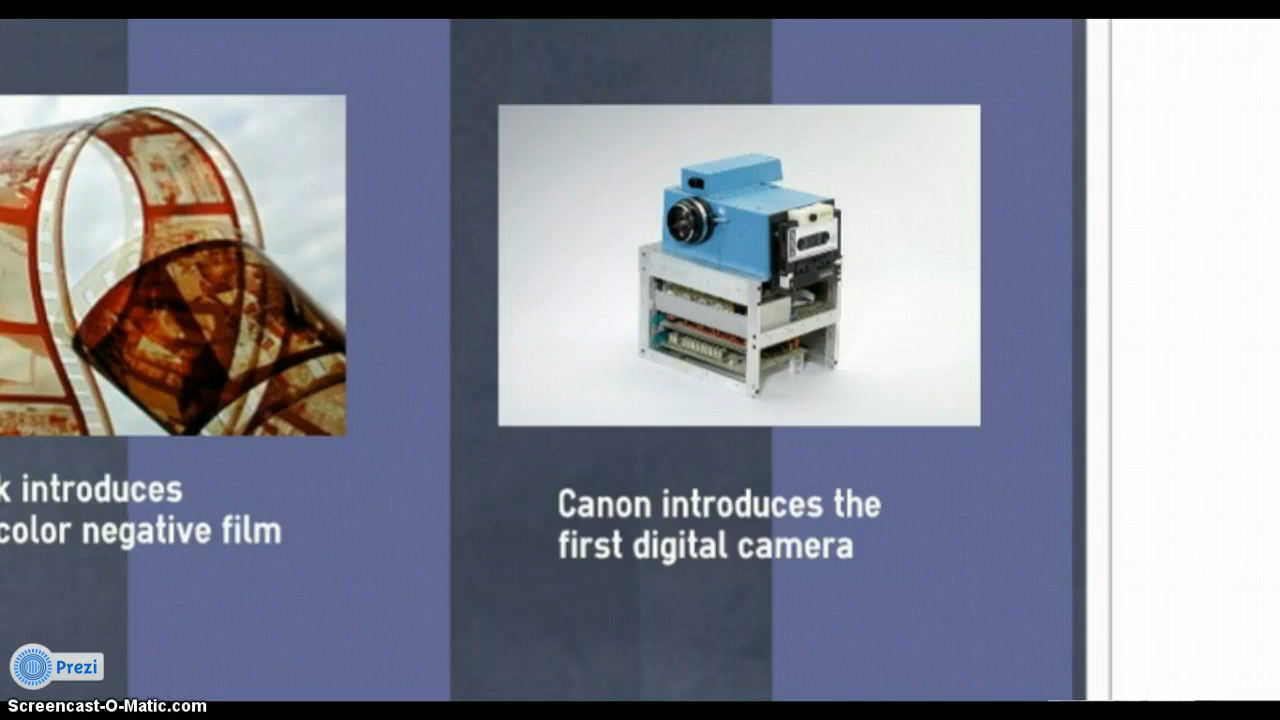 k introduces
color negative film
Canon introduces the
first digital camera
Prezi
Screencast-O-Matic.com